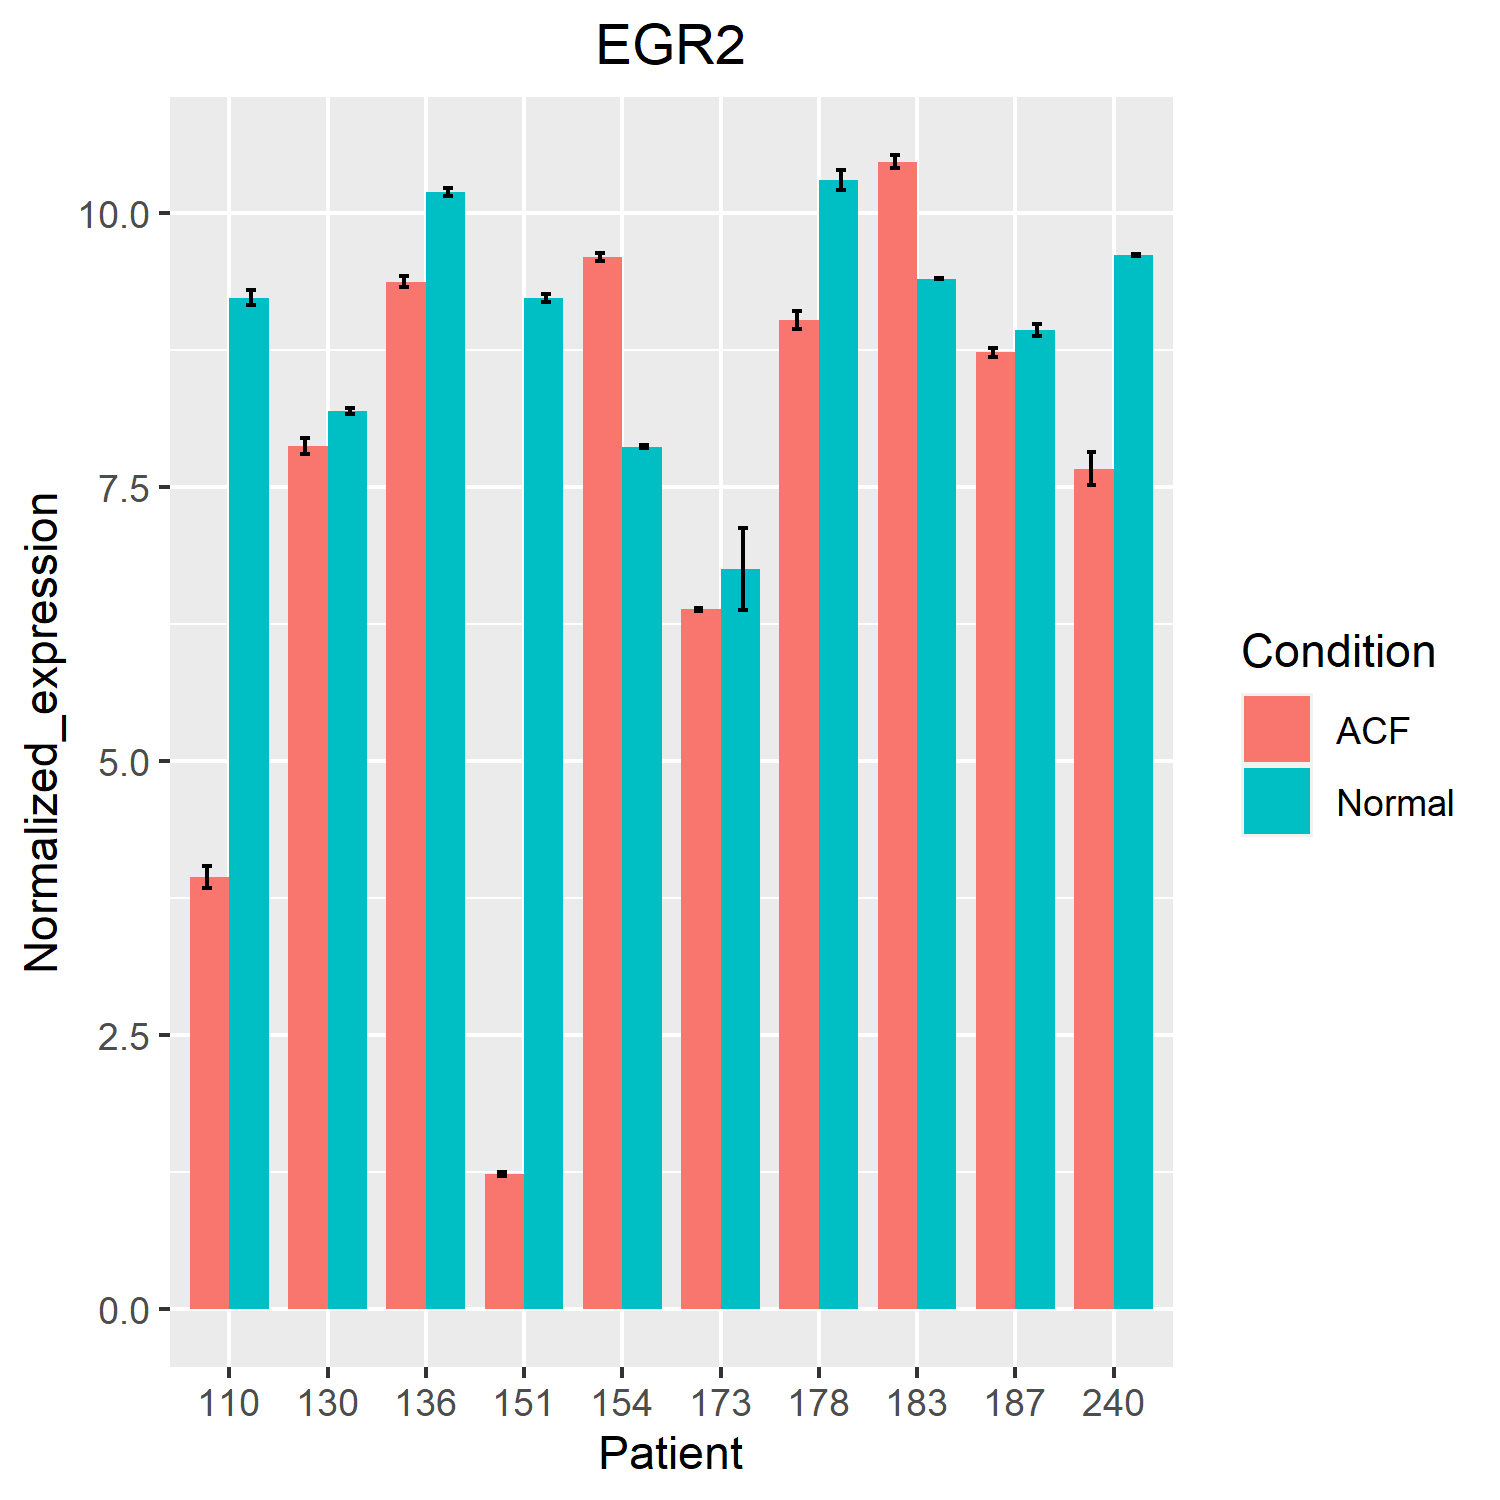 EGR2
Normalized_expression
10.0
7.5
5.0
2.5
0.0
110 130 136 151 154 173 178 183 187 240
Patient
Condition
ACF
Normal